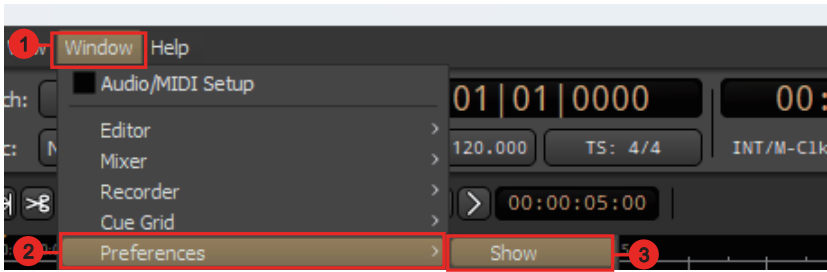 1 Window Help
Audio/MIDI Setup
ch: 01|01|0000 00:
Editor
c: N 120.000 TS: 4/4 INT/M-Clk
Mixer
Recorder
00:00:05:00
Cue Grid
2 Preferences Show 3